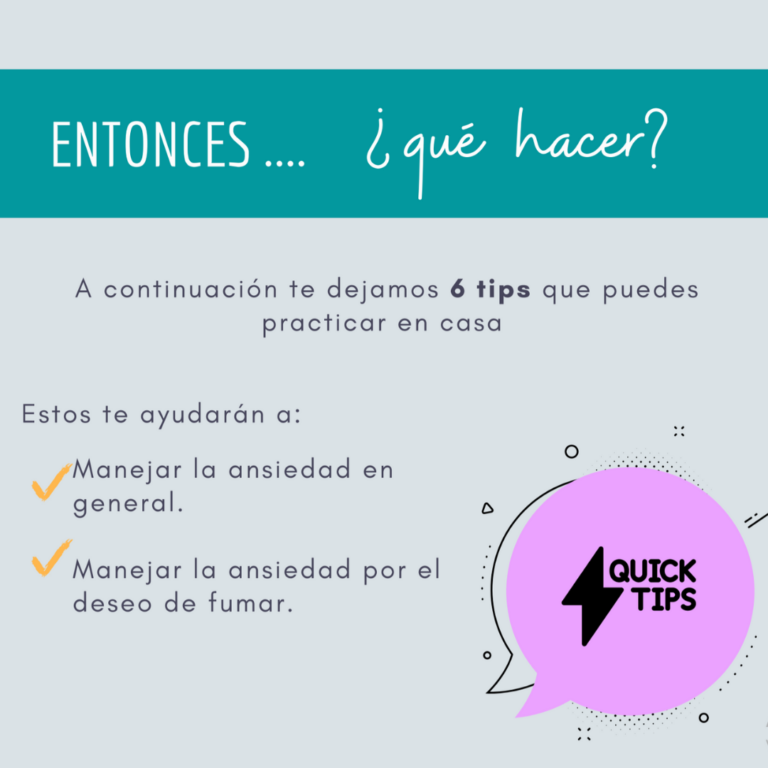 ENTONCES .... ¿qué hacer?
A continuación te dejamos 6 tips que puedes
practicar en casa
Estos te ayudarán a:
Manejar la ansiedad en
general.
Manejar la ansiedad por el
deseo de fumar.
QUICK
TIPS